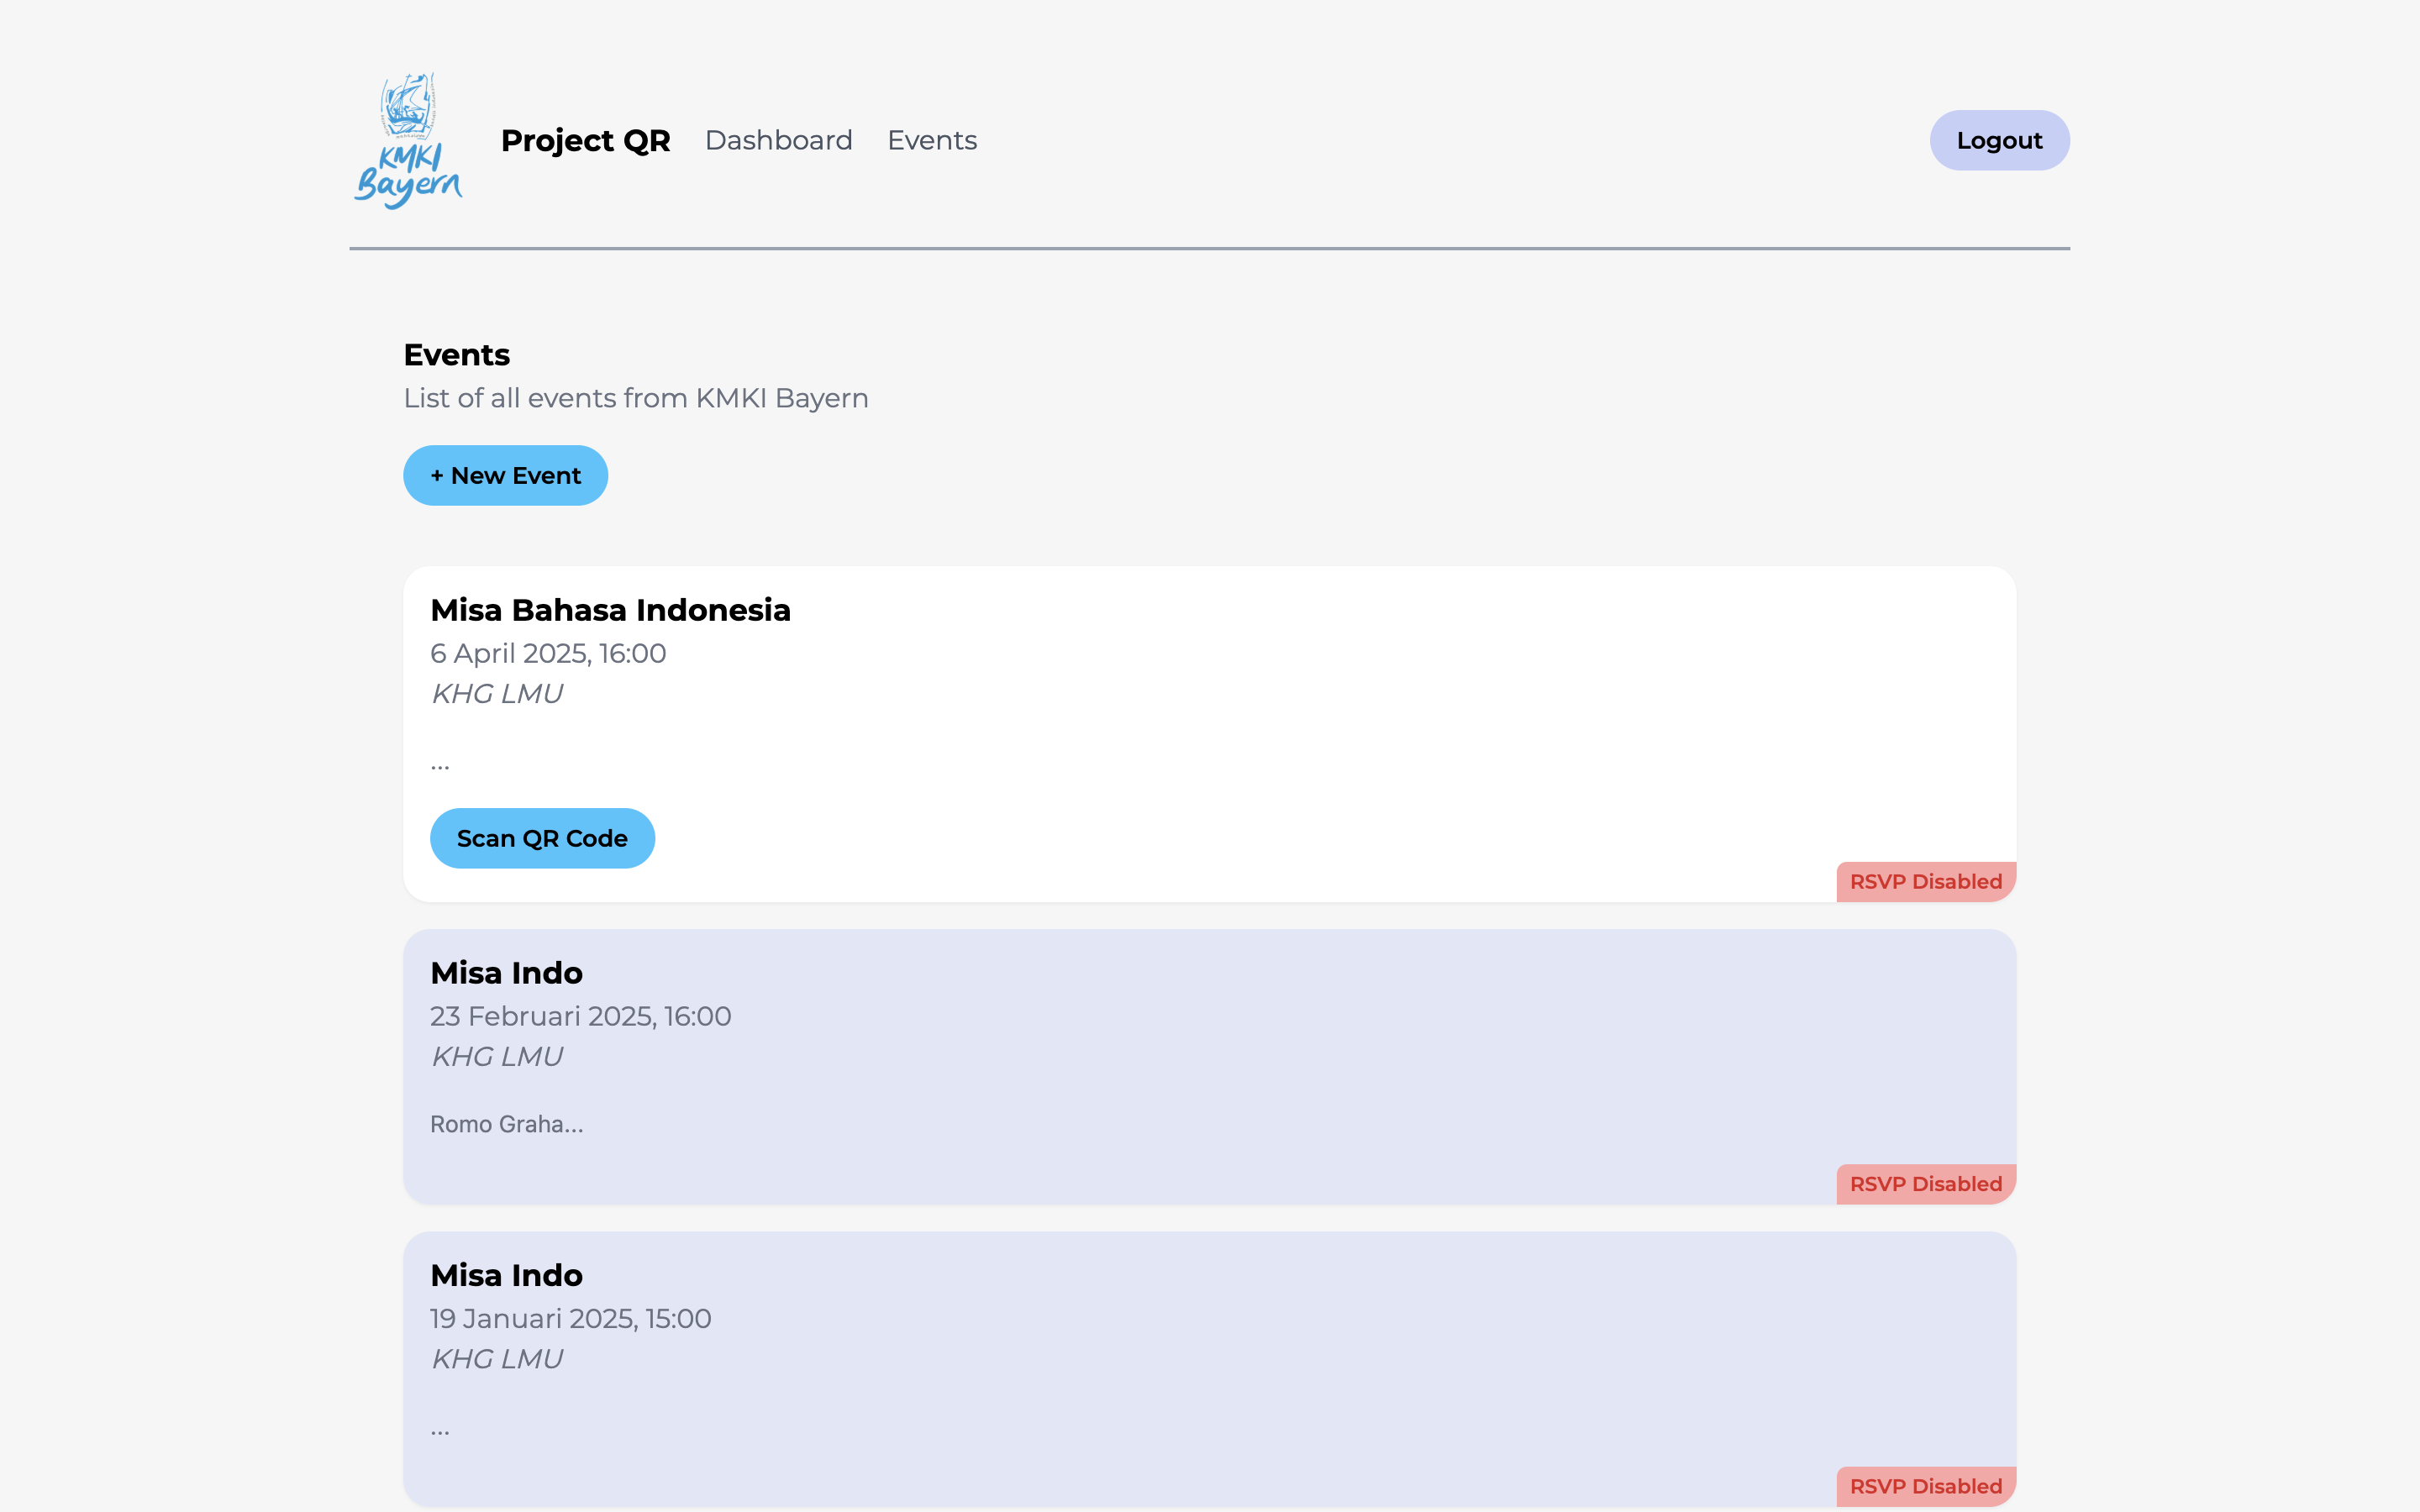 KMKI
Bayern
Project QR
Dashboard
Events
Logout
Events
List of all events from KMKI Bayern
+ New Event
Misa Bahasa Indonesia
6 April 2025, 16:00
KHG LMU
...
Scan QR Code
RSVP Disabled
Misa Indo
23 Februari 2025, 16:00
KHG LMU
Romo Graha...
RSVP Disabled
Misa Indo
19 Januari 2025, 15:00
KHG LMU
...
RSVP Disabled